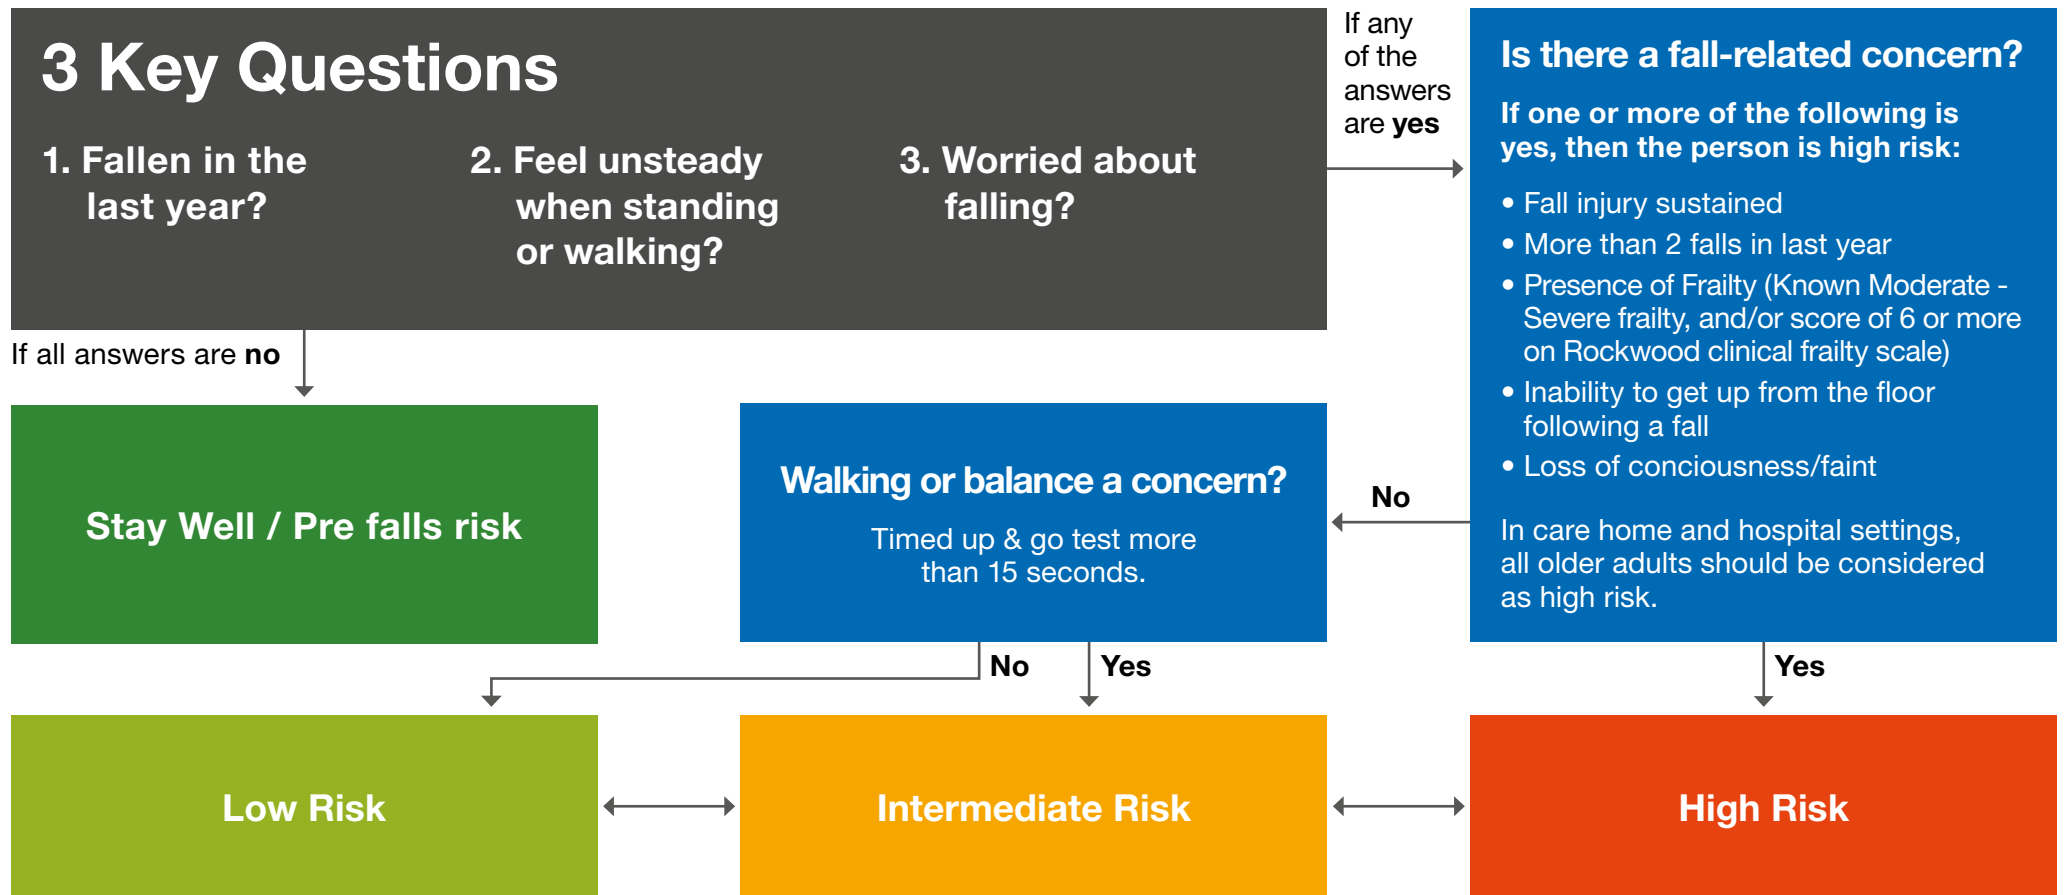 3 Key Questions
1. Fallen in the
last year?
2. Feel unsteady
when standing
or walking?
3. Worried about
falling?
If any
of the
answers
are yes
Is there a fall-related concern?
If one or more of the following is
yes, then the person is high risk:
• Fall injury sustained
• More than 2 falls in last year
• Presence of Frailty (Known Moderate -
Severe frailty, and/or score of 6 or more
on Rockwood clinical frailty scale)
• Inability to get up from the floor
following a fall
• Loss of conciousness/faint
In care home and hospital settings,
all older adults should be considered
as high risk.
If all answers are no
Stay Well / Pre falls risk
Walking or balance a concern?
Timed up & go test more
than 15 seconds.
No
No
Yes
Yes
Low Risk
Intermediate Risk
High Risk